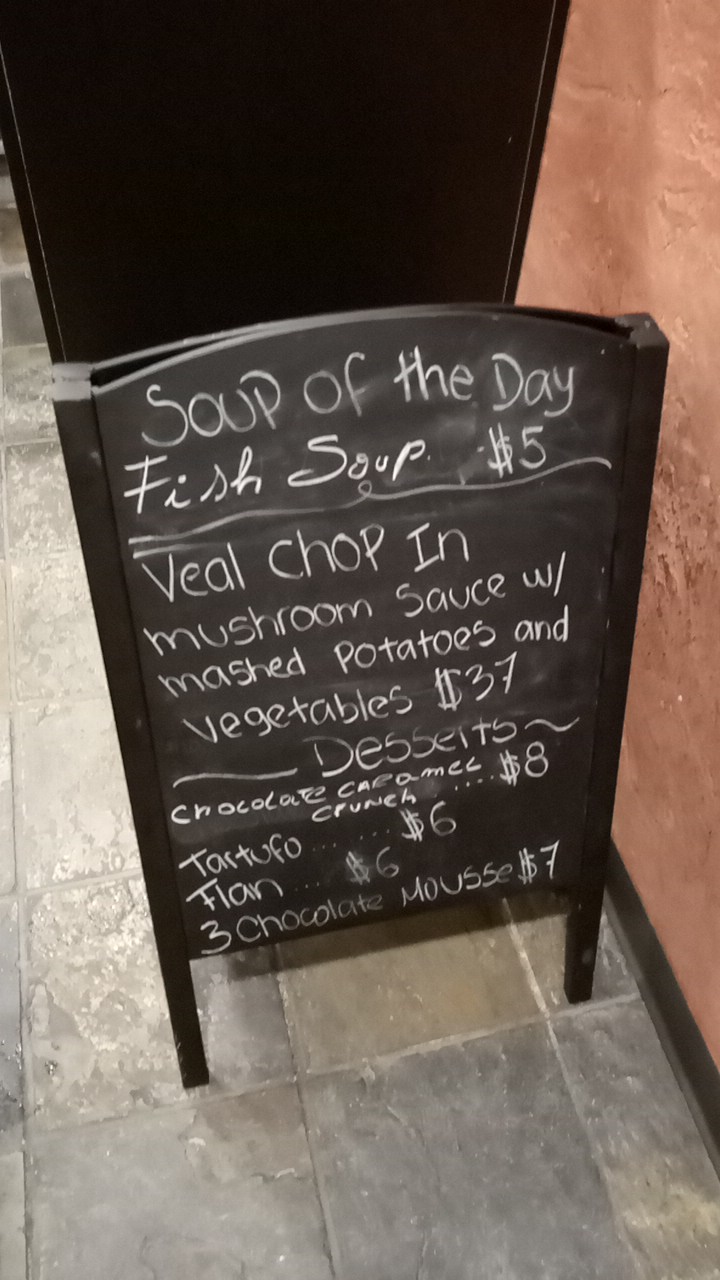 Soup of the Day
Fish Soup. $5
Veal Chop In
mushroom Sauce w/
mashed Potatoes and
vegetables $37
Desserts
Chocolate Caramel
Crunch .... $8
Tartufo ...... $6
Flan .... $6
3 Chocolate Mousse $7